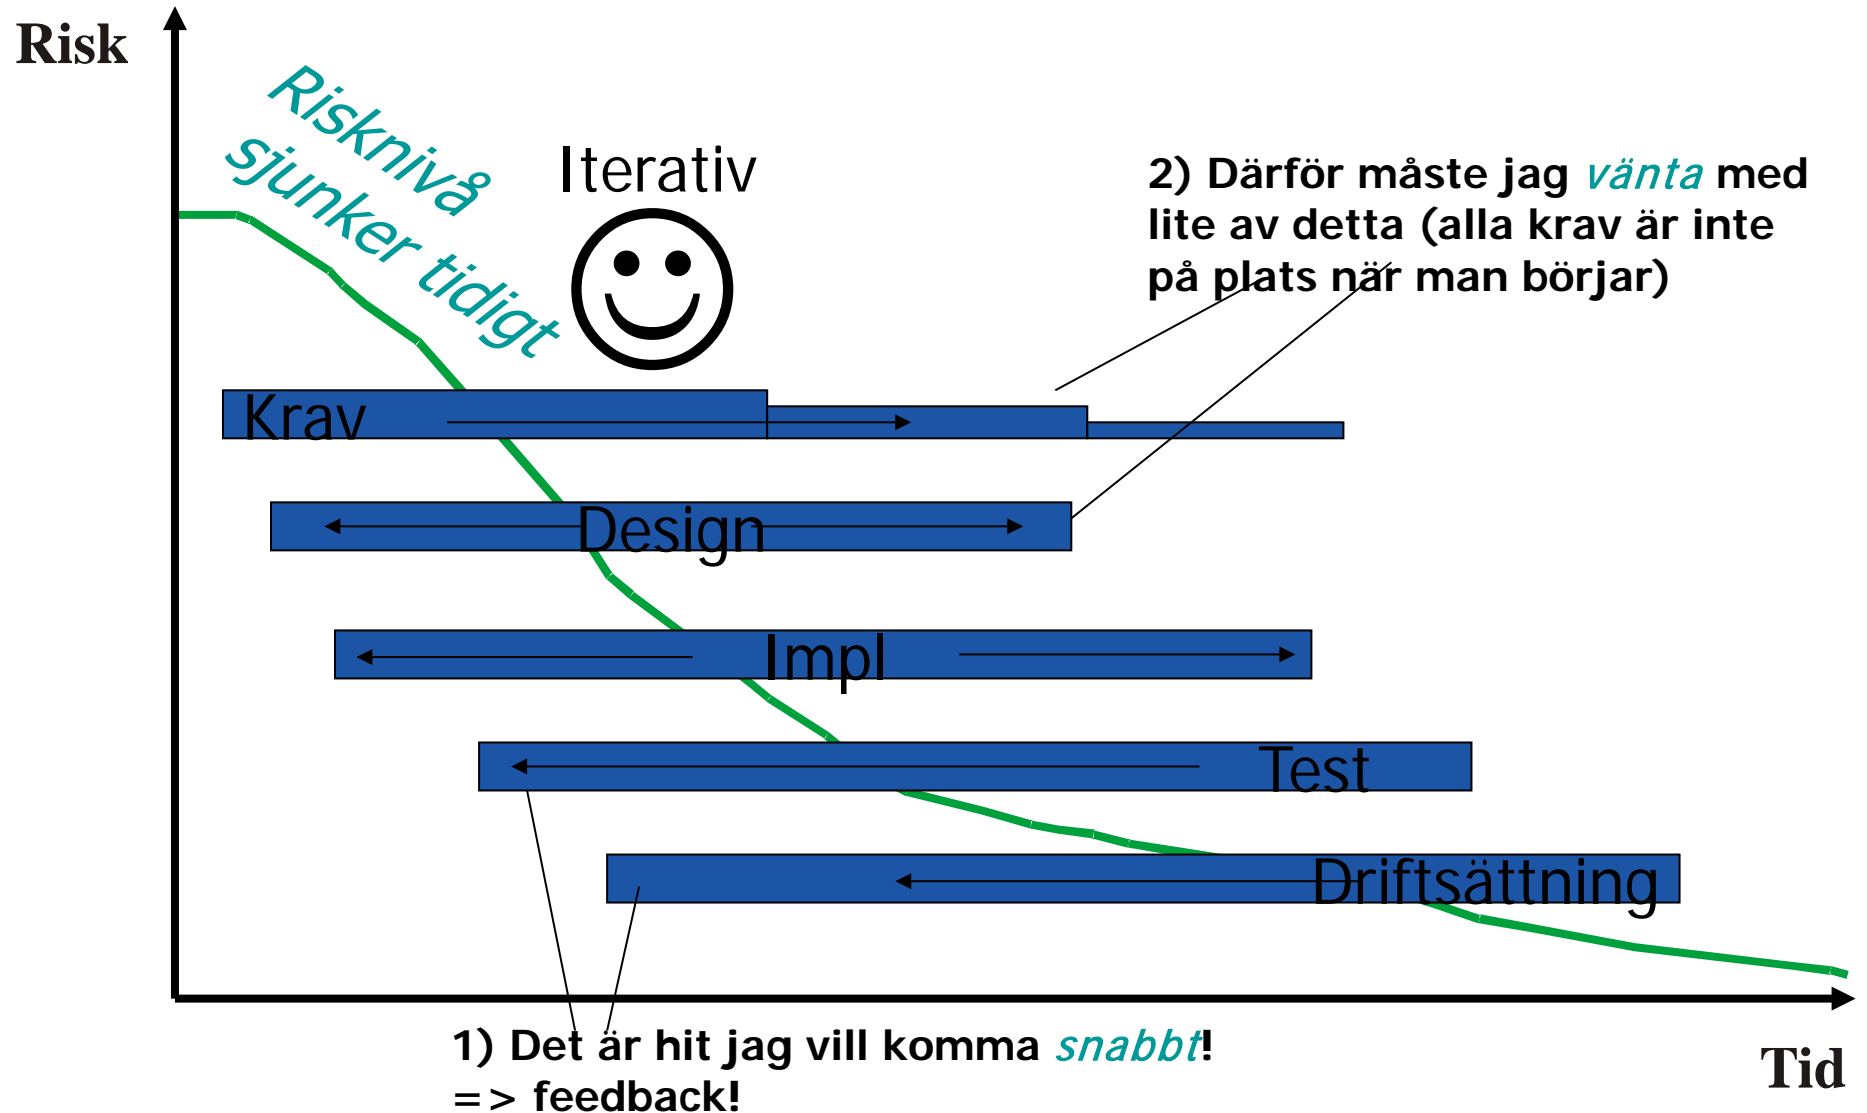 Risk
Risknivå
sjunker tidigt
Iterativ
2) Därför måste jag vänta med
lite av detta (alla krav är inte
på plats när man börjar)
Krav
Design
Impl
Test
Driftsättning
1) Det är hit jag vill komma snabbt!
=> feedback!
Tid